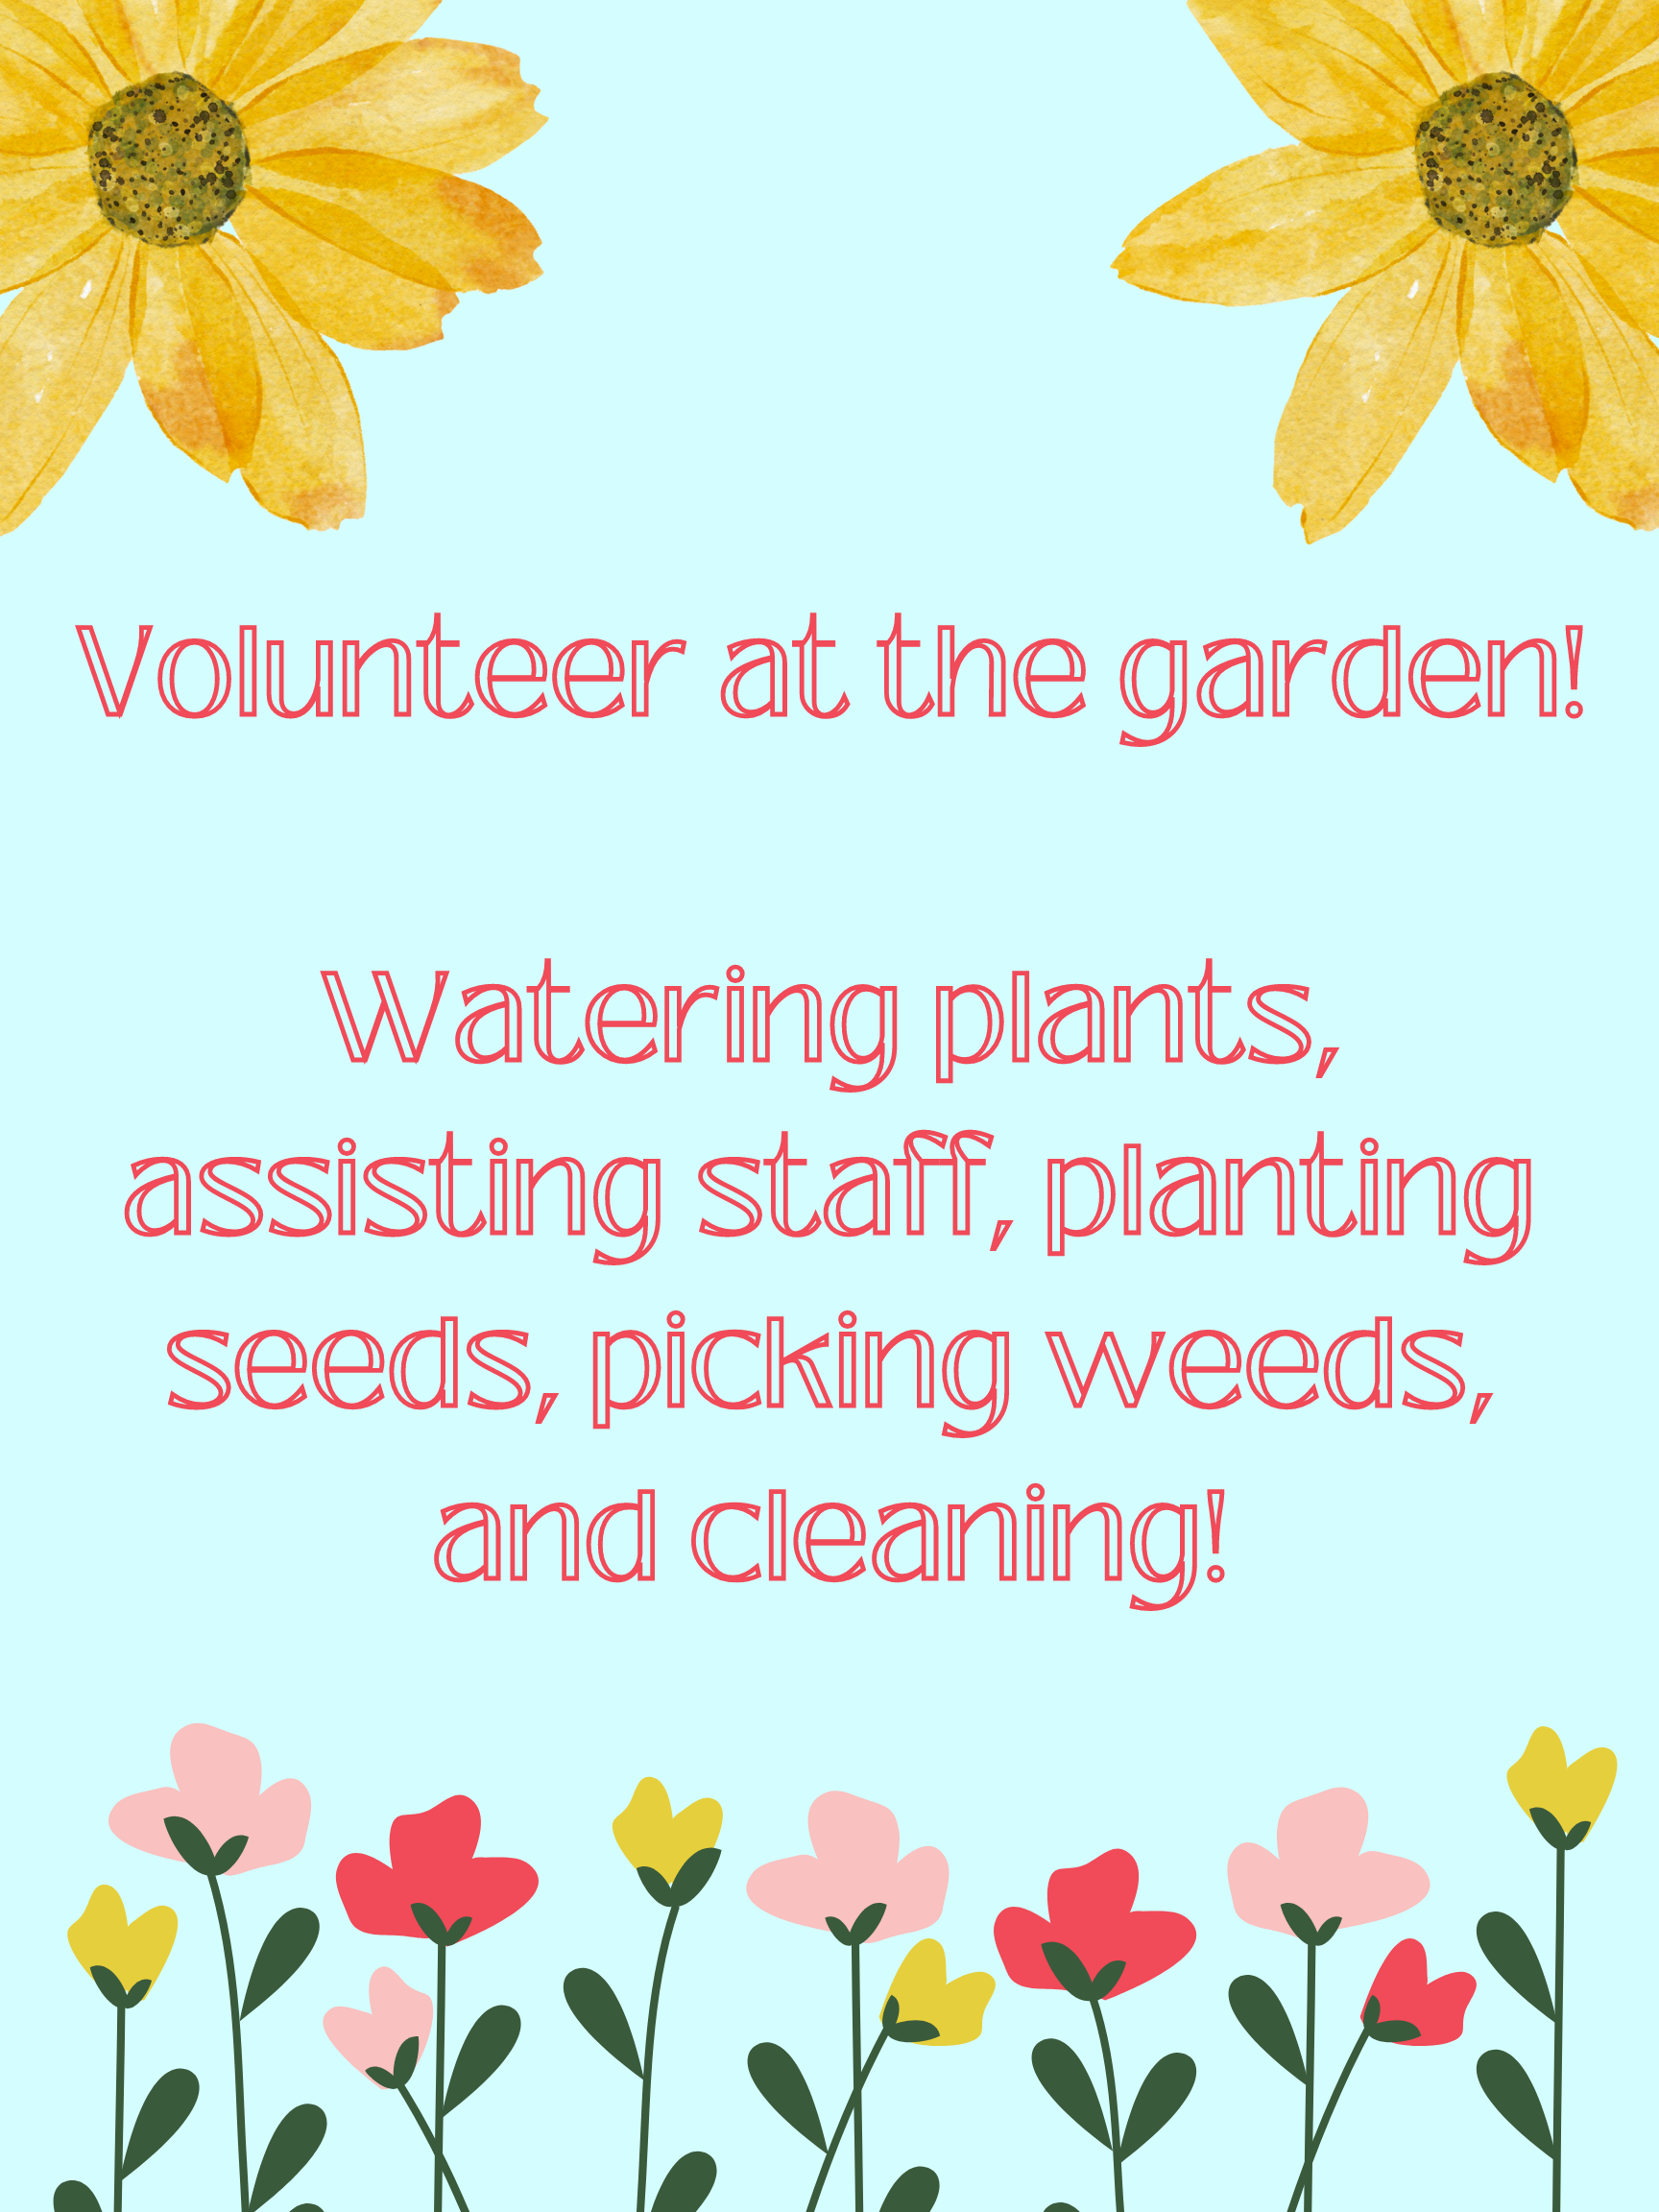 Volunteer at the garden!
Watering plants,
assisting staff, planting
seeds, picking weeds,
and cleaning!